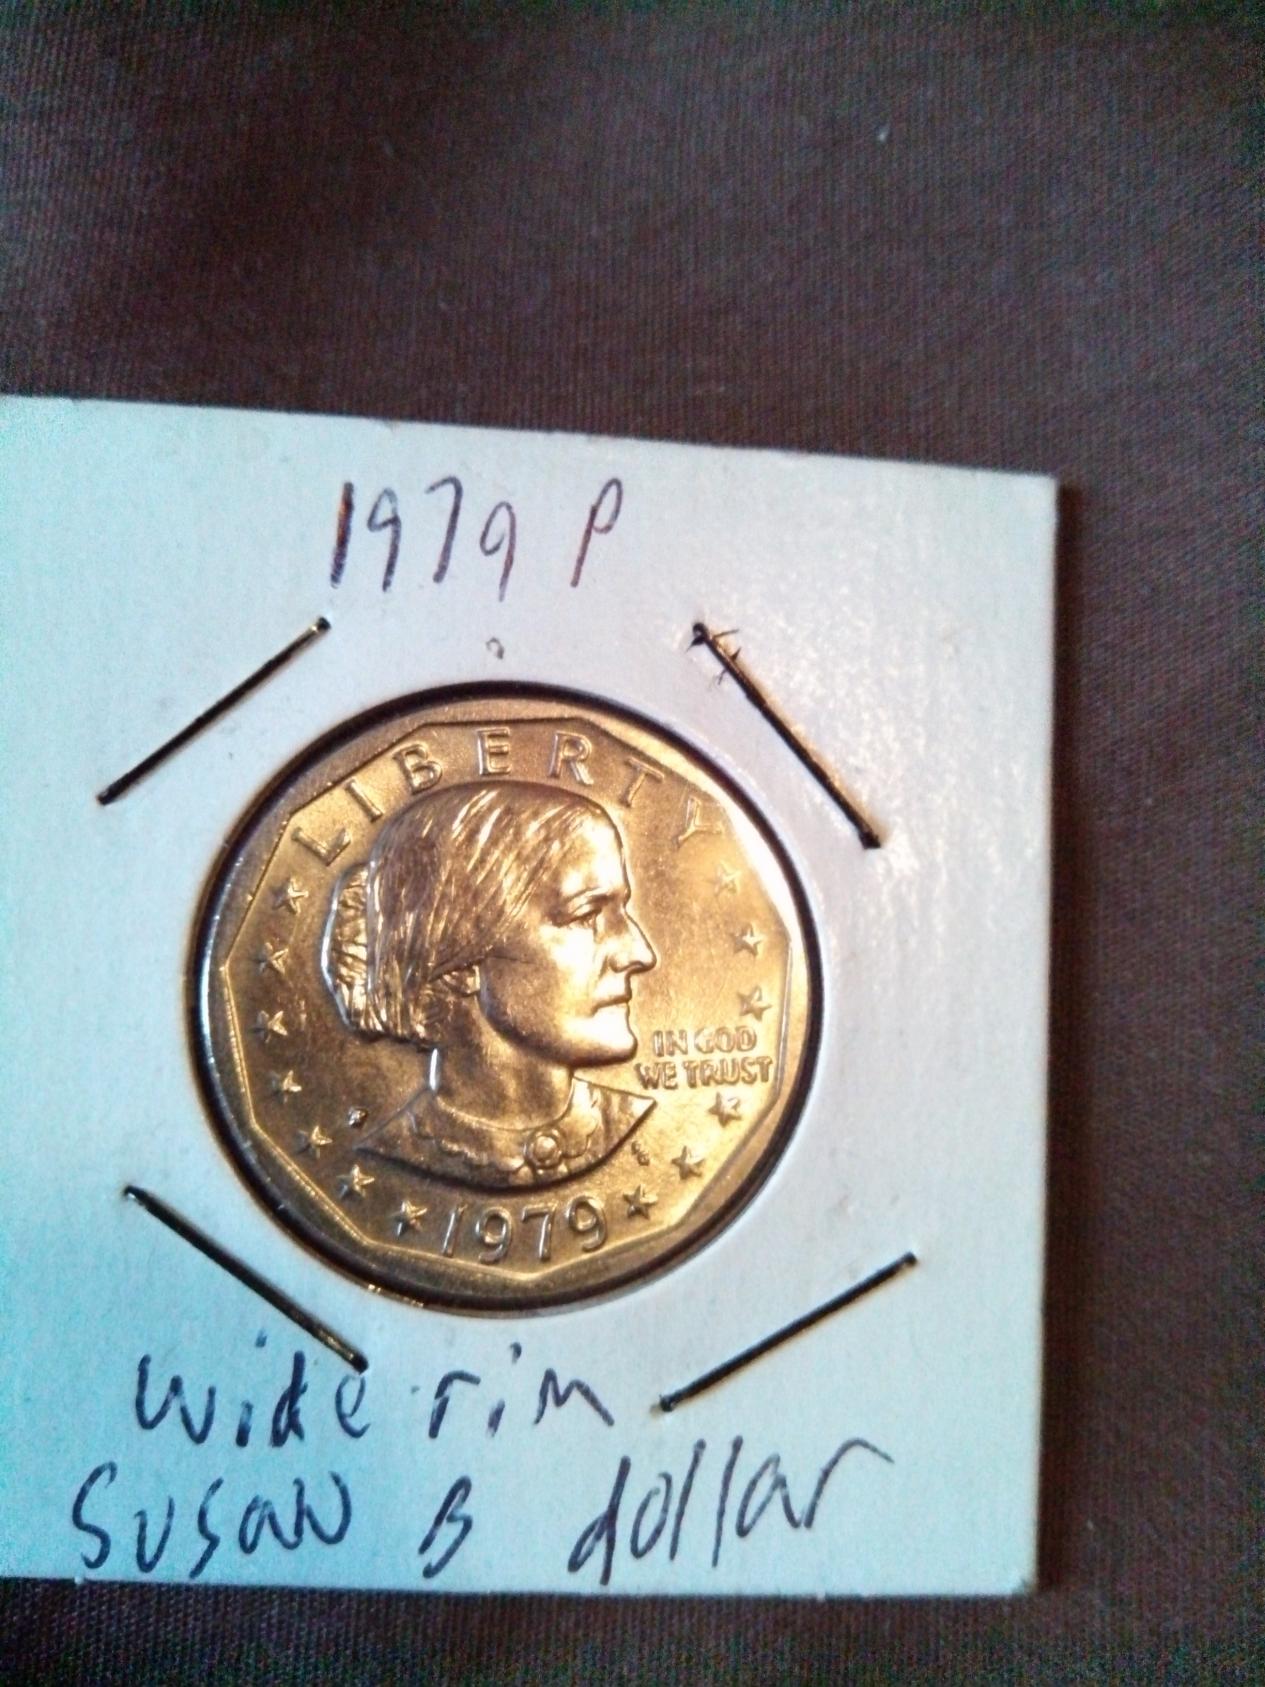 1979 P
LIBERTY
IN GOD
WE TRUST
P
1979
wide rim
Susan B dollar